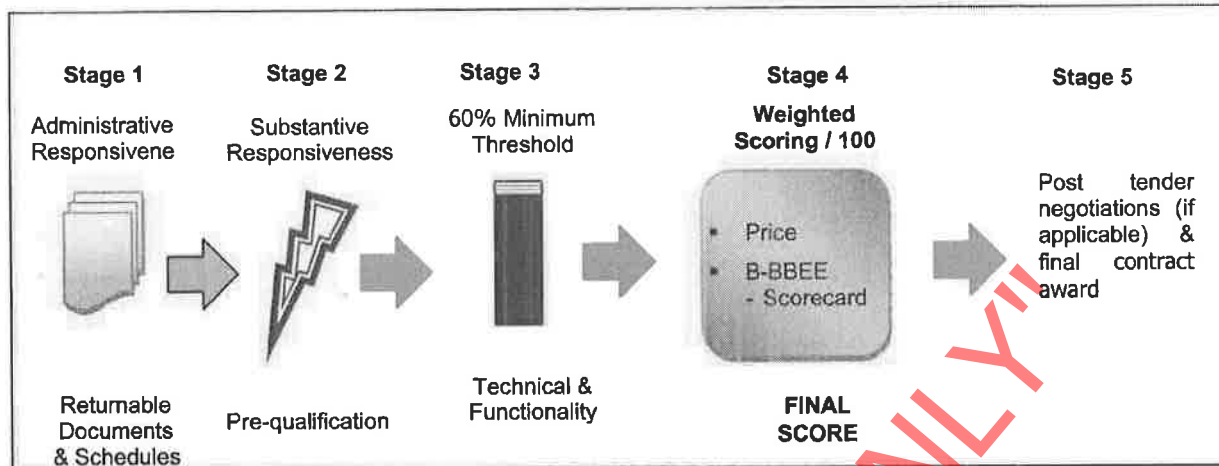 Stage 1
Administrative
Responsivene
Returnable
Documents
& Schedules
Stage 2
Substantive
Responsiveness
Pre-qualification
Stage 3
60% Minimum
Threshold
Technical &
Functionality
Stage 4
Weighted
Scoring / 100
• Price
• B-BBEE
- Scorecard
FINAL
SCORE
Stage 5
Post tender
negotiations (if
applicable) &
final contract
award
NLY"